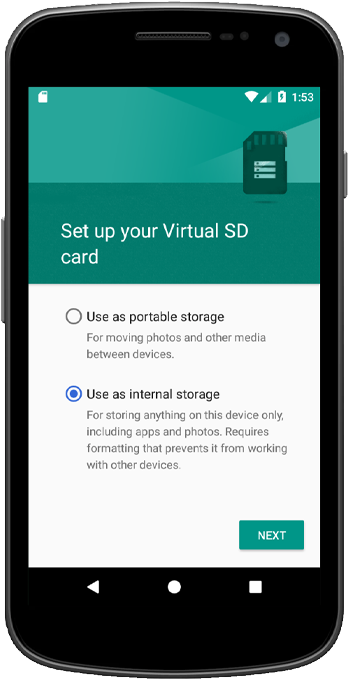 1:53
Set up your Virtual SD
card
Use as portable storage
For moving photos and other media
between devices.
Use as internal storage
For storing anything on this device only,
including apps and photos. Requires
formatting that prevents it from working
with other devices.
NEXT